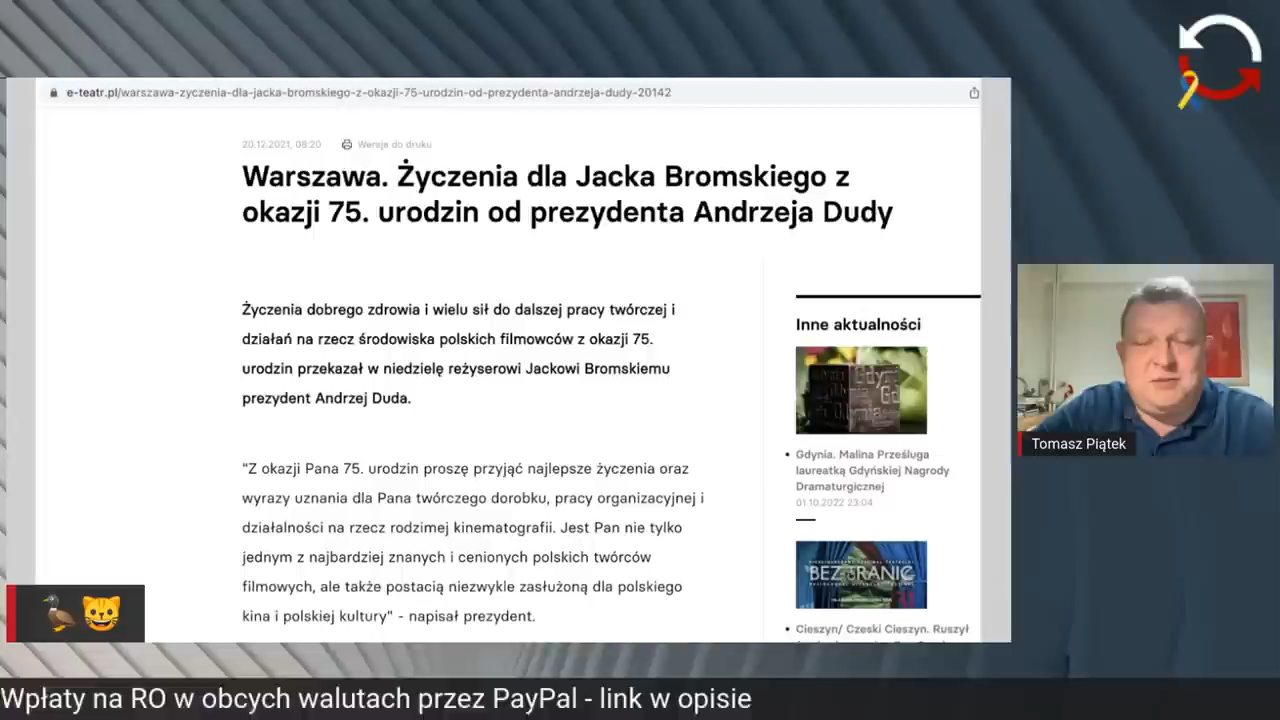 e-teatr.pl/warszawa-zyczenia-dla-jacka-bromskiego-z-okazji-75-urodzin-od-prezydenta-andrzeja-dudy-20142
20.12.2021, 08:20 Wersja do druku
Warszawa. Życzenia dla Jacka Bromskiego z
okazji 75. urodzin od prezydenta Andrzeja Dudy
Życzenia dobrego zdrowia i wielu sił do dalszej pracy twórczej i
działań na rzecz środowiska polskich filmowców z okazji 75.
urodzin przekazał w niedzielę reżyserowi Jackowi Bromskiemu
prezydent Andrzej Duda.
"Z okazji Pana 75. urodzin proszę przyjąć najlepsze życzenia oraz
wyrazy uznania dla Pana twórczego dorobku, pracy organizacyjnej i
działalności na rzecz rodzimej kinematografii. Jest Pan nie tylko
jednym z najbardziej znanych i cenionych polskich twórców
filmowych, ale także postacią niezwykle zasłużoną dla polskiego
kina i polskiej kultury" - napisał prezydent.
Inne aktualności
Gdynia
Gdynia. Malina Prześluga
laureatką Gdyńskiej Nagrody
Dramaturgicznej
01.10.2022 23:04
BEZ GRANIC
31
Cieszyn/ Czeski Cieszyn. Ruszył
Tomasz Piątek
Wpłaty na RO w obcych walutach przez PayPal - link w opisie